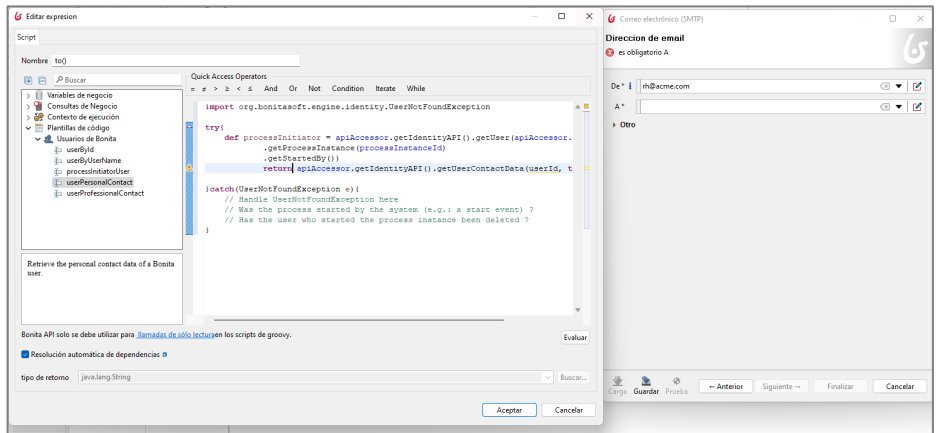 Editar expresion
Script
Nombre to()
Buscar
Variables de negocio
Consultas de Negocio
Contexto de ejecución
Plantillas de código
Usuarios de Bonita
userById
userByUserName
processInitiatorUser
userPersonalContact
userProfessionalContact
Retrieve the personal contact data of a Bonita
user.
Quick Access Operators
= ≠ > ≥ < ≤ And Or Not Condition Iterate While
import org.bonitasoft.engine.identity.UserNotFoundException
try{
def processInitiator = apiAccessor.getIdentityAPI().getUser(apiAccessor.
.getProcessInstance(processInstanceId)
.getStartedBy())
return apiAccessor.getIdentityAPI().getUserContactData(userId, t
}catch(UserNotFoundException e){
// Handle UserNotFoundException here
// Was the process started by the system (e.g.: a start event) ?
// Has the user who started the process instance been deleted ?
}
Bonita API solo se debe utilizar para llamadas de sólo lecturaen los scripts de groovy.
Evaluar
Resolución automática de dependencias
tipo de retorno java.lang.String
Buscar...
Aceptar Cancelar
Correo electrónico (SMTP)
Direccion de email
es obligatorio A
De * rh@acme.com
A *
Otro
Carga Guardar Prueba
Anterior Siguiente Finalizar Cancelar